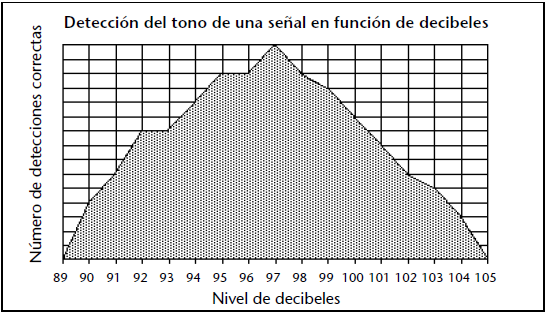 Detección del tono de una señal en función de decibeles
Número de detecciones correctas
89 90 91 92 93 94 95 96 97 98 99 100 101 102 103 104 105
Nivel de decibeles